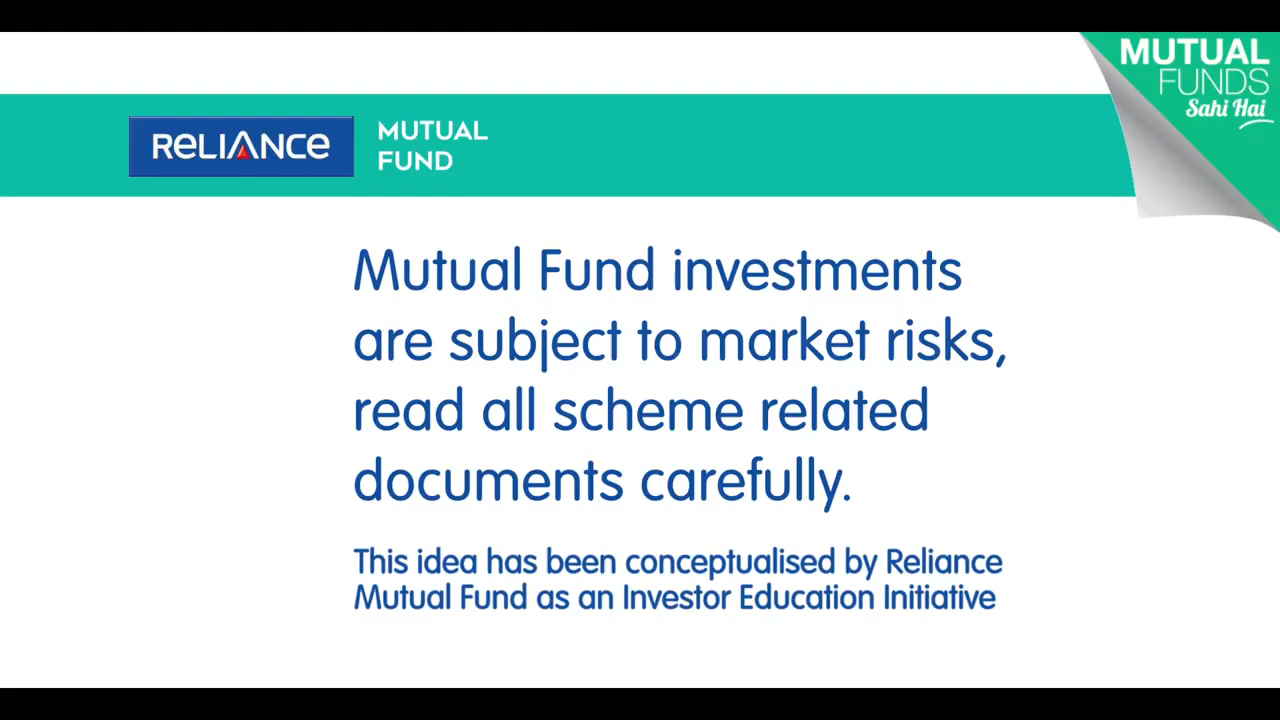 MUTUAL
FUNDS
Sahi Hai
RELIANCE
MUTUAL
FUND
Mutual Fund investments
are subject to market risks,
read all scheme related
documents carefully.
This idea has been conceptualised by Reliance
Mutual Fund as an Investor Education Initiative